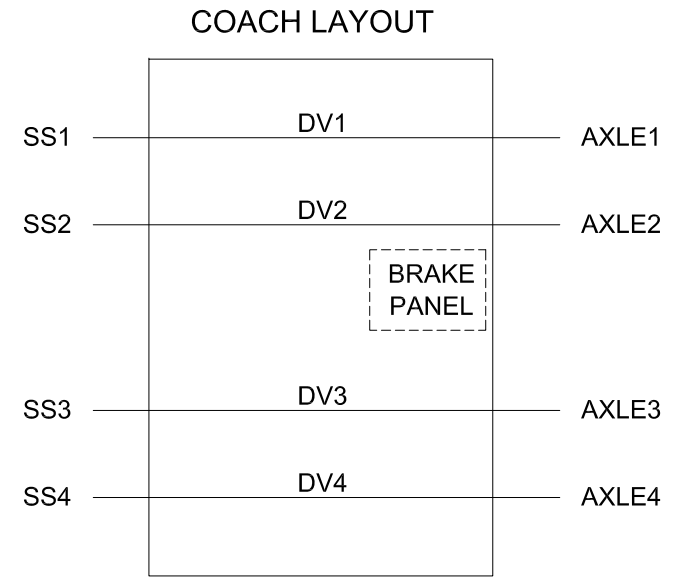 COACH LAYOUT
SS1 DV1 AXLE1
SS2 DV2 AXLE2
BRAKE
PANEL
SS3 DV3 AXLE3
SS4 DV4 AXLE4